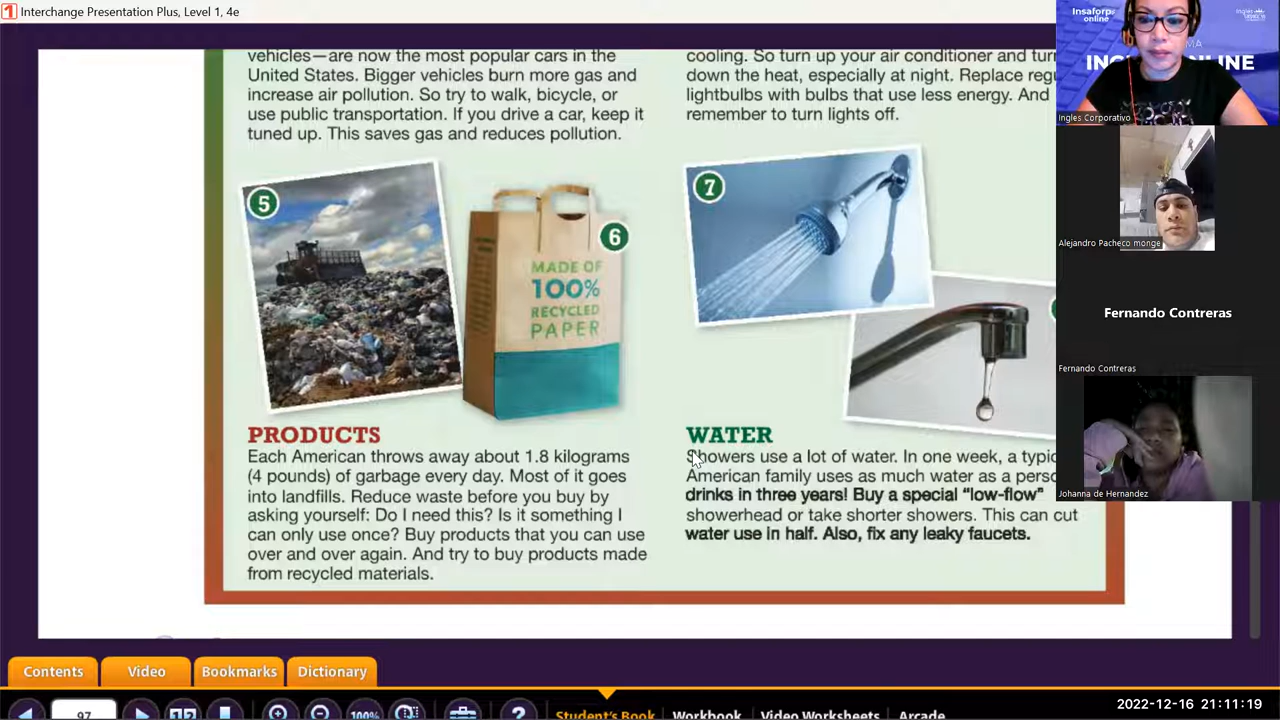 Interchange Presentation Plus, Level 1, 4e
vehicles—are now the most popular cars in the
United States. Bigger vehicles burn more gas and
increase air pollution. So try to walk, bicycle, or
use public transportation. If you drive a car, keep it
tuned up. This saves gas and reduces pollution.
cooling. So turn up your air conditioner and turn
down the heat, especially at night. Replace
lightbulbs with bulbs that use less energy. And
remember to turn lights off.
5
6
MADE OF
100%
RECYCLED
PAPER
7
PRODUCTS
Each American throws away about 1.8 kilograms
(4 pounds) of garbage every day. Most of it goes
into landfills. Reduce waste before you buy by
asking yourself: Do I need this? Is it something I
can only use once? Buy products that you can use
over and over again. And try to buy products made
from recycled materials.
WATER
Showers use a lot of water. In one week, a
American family uses as much water as a
drinks in three years! Buy a special "low-flow"
showerhead or take shorter showers. This can cut
water use in half. Also, fix any leaky faucets.
Insaforp
online
INGLES ONLINE
Ingles Corporativo
Alejandro Pacheco monge
Fernando Contreras
Fernando Contreras
Johanna de Hernandez
Contents
Video
Bookmarks
Dictionary
97
100%
?
Student's Book
Workbook
Video Worksheets
Arcade
2022-12-16 21:11:19